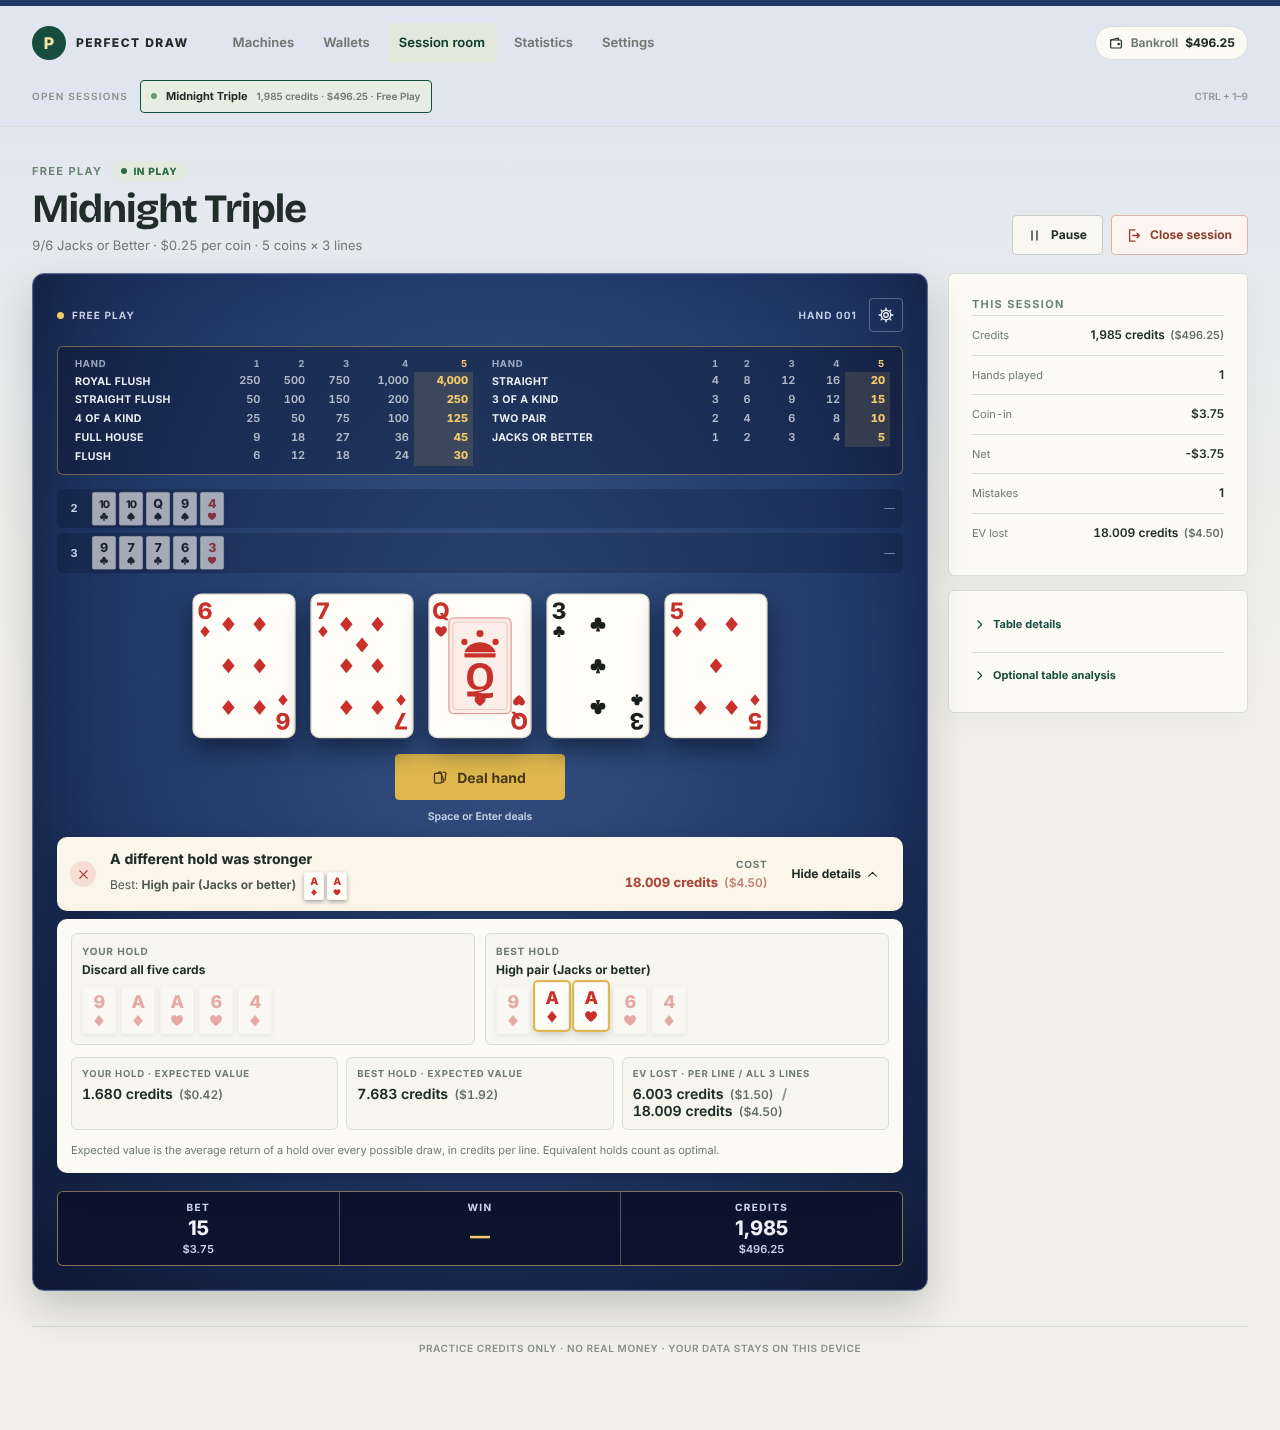 P PERFECT DRAW Machines Wallets Session room Statistics Settings Bankroll $496.25
OPEN SESSIONS Midnight Triple 1,985 credits · $496.25 · Free Play CTRL + 1–9
FREE PLAY IN PLAY
Midnight Triple
9/6 Jacks or Better · $0.25 per coin · 5 coins × 3 lines
Pause Close session
FREE PLAY HAND 001
HAND 1 2 3 4 5 HAND 1 2 3 4 5
ROYAL FLUSH 250 500 750 1,000 4,000 STRAIGHT 4 8 12 16 20
STRAIGHT FLUSH 50 100 150 200 250 3 OF A KIND 3 6 9 12 15
4 OF A KIND 25 50 75 100 125 TWO PAIR 2 4 6 8 10
FULL HOUSE 9 18 27 36 45 JACKS OR BETTER 1 2 3 4 5
FLUSH 6 12 18 24 30
2 10♣ 10♠ Q♠ 9♠ 4♥ —
3 9♣ 7♠ 7♣ 6♣ 3♥ —
6 7 Q 3 5
Q
6 7 Q 3 5
Deal hand
Space or Enter deals
A different hold was stronger
Best: High pair (Jacks or better) A♦ A♥
COST
18.009 credits ($4.50)
Hide details
YOUR HOLD
Discard all five cards
9♦ A♦ A♥ 6♥ 4♦
BEST HOLD
High pair (Jacks or better)
9♦ A♦ A♥ 6♥ 4♦
YOUR HOLD · EXPECTED VALUE
1.680 credits ($0.42)
BEST HOLD · EXPECTED VALUE
7.683 credits ($1.92)
EV LOST · PER LINE / ALL 3 LINES
6.003 credits ($1.50) /
18.009 credits ($4.50)
Expected value is the average return of a hold over every possible draw, in credits per line. Equivalent holds count as optimal.
BET
15
$3.75
WIN
—
CREDITS
1,985
$496.25
THIS SESSION
Credits 1,985 credits ($496.25)
Hands played 1
Coin-in $3.75
Net -$3.75
Mistakes 1
EV lost 18.009 credits ($4.50)
Table details
Optional table analysis
PRACTICE CREDITS ONLY · NO REAL MONEY · YOUR DATA STAYS ON THIS DEVICE